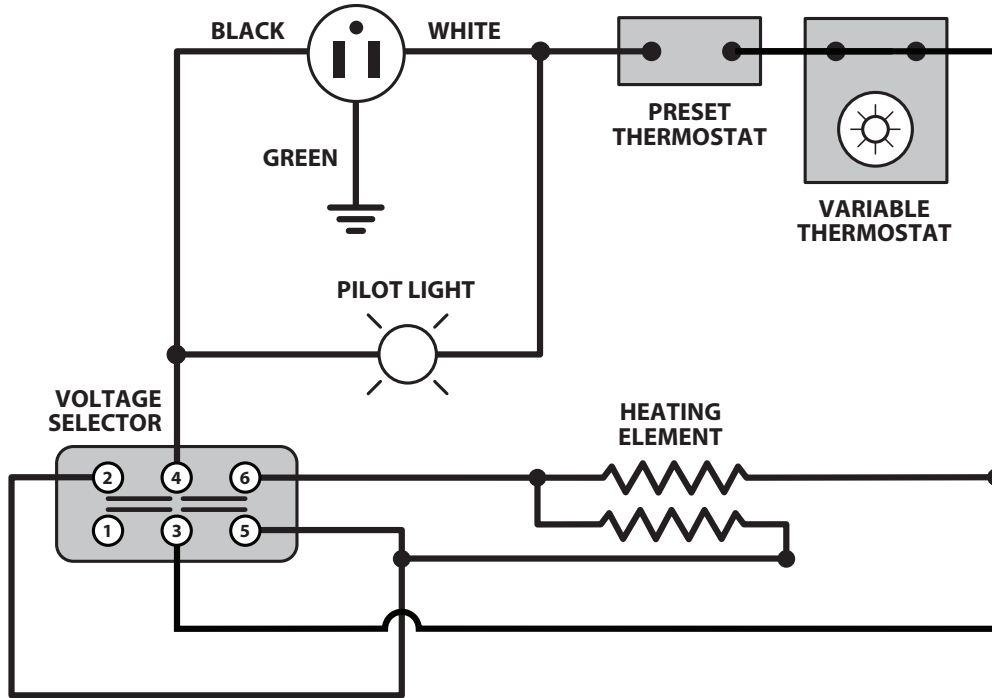 BLACK
WHITE
PRESET
THERMOSTAT
GREEN
VARIABLE
THERMOSTAT
PILOT LIGHT
VOLTAGE
SELECTOR
HEATING
ELEMENT
2 4 6
1 3 5